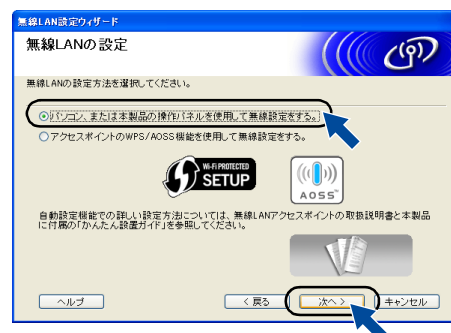 無線LAN設定ウィザード
無線LANの設定
無線LANの設定方法を選択してください。
パソコン、または本製品の操作パネルを使用して無線設定をする。
アクセスポイントのWPS/AOSS機能を使用して無線設定をする。
WI-FI PROTECTED
SETUP
AOSS™
自動設定機能での詳しい設定方法については、無線LANアクセスポイントの取扱説明書と本製品
に付属の「かんたん設置ガイド」を参照してください。
ヘルプ
< 戻る
次へ >
キャンセル